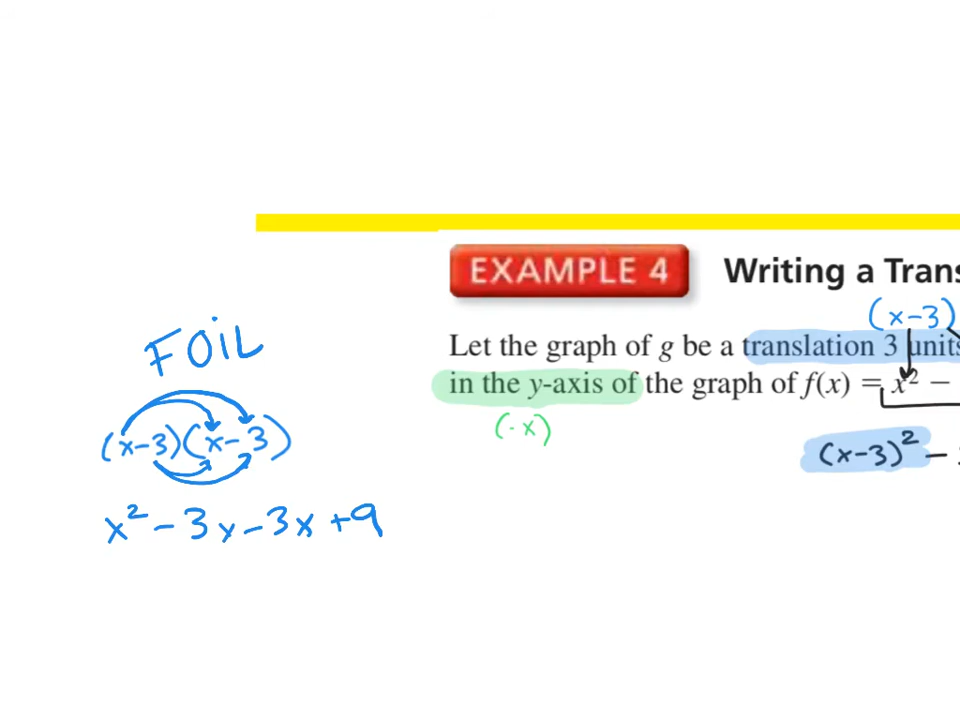 EXAMPLE 4 Writing a Trans
(x-3)
Let the graph of g be a translation 3 units
in the y-axis of the graph of f(x) = x² −
(-x)
(x-3)² −
FOIL
(x-3)(x-3)
x² - 3x - 3x + 9